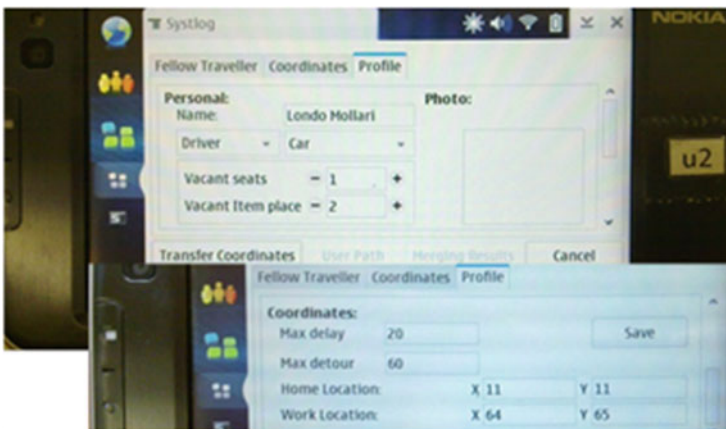 Systlog
NOKIA
Fellow Traveller Coordinates Profile
Personal:
Photo:
Name: Londo Mollari
Driver Car
Vacant seats - 1 +
u2
Vacant Item place - 2 +
Transfer Coordinates User Path Merging Results Cancel
Fellow Traveller Coordinates Profile
Coordinates:
Max delay 20 Save
Max detour 60
Home Location: X 11 Y 11
Work Location: X 64 Y 65